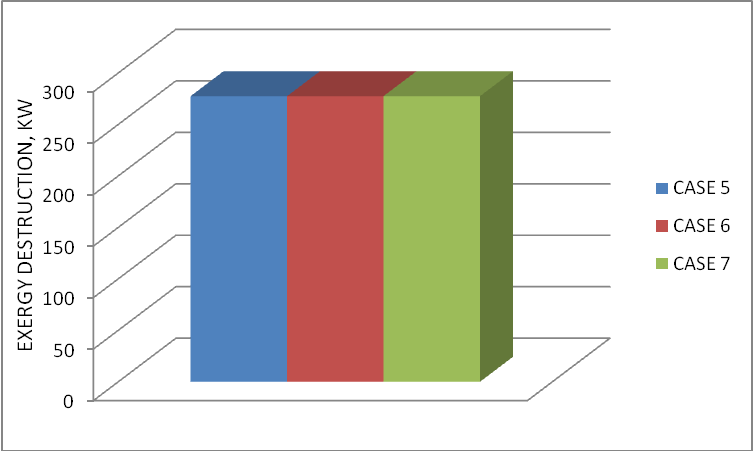 EXERGY DESTRUCTION, KW
300
250
200
150
100
50
0
CASE 5
CASE 6
CASE 7